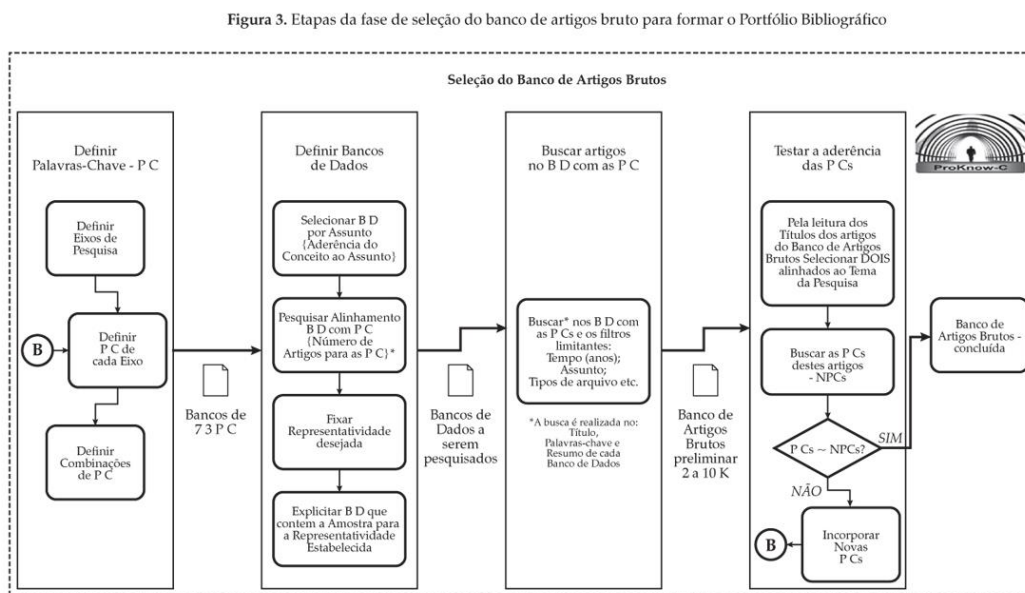 Figura 3. Etapas da fase de seleção do banco de artigos bruto para formar o Portfólio Bibliográfico
Seleção do Banco de Artigos Brutos
Definir
Palavras-Chave - P C
Definir
Eixos de
Pesquisa
B
Definir
P C de
cada Eixo
Definir
Combinações
de P C
Bancos de
7 3 P C
Definir Bancos
de Dados
Selecionar B D
por Assunto
{Aderência do
Conceito ao Assunto}
Pesquisar Alinhamento
B D com P C
{Número de
Artigos para as P C}*
Fixar
Representatividade
desejada
Explicitar B D que
contem a Amostra para
a Representatividade
Estabelecida
Bancos de
Dados a
serem
pesquisados
Buscar artigos
no B D com as P C
Buscar* nos B D com
as P Cs e os filtros
limitantes:
Tempo (anos);
Assunto;
Tipos de arquivo etc.
*A busca é realizada no:
Título,
Palavras-chave e
Resumo de cada
Banco de Dados
Banco de
Artigos
Brutos
preliminar
2 a 10 K
Testar a aderência
das P Cs
Pela leitura dos
Títulos dos artigos
do Banco de Artigos
Brutos Selecionar DOIS
alinhados ao Tema
da Pesquisa
Buscar as P Cs
destes artigos
- NPCs
P Cs ~ NPCs?
SIM
NÃO
Incorporar
Novas
P Cs
B
ProKnow-C
Banco de
Artigos Brutos -
concluída